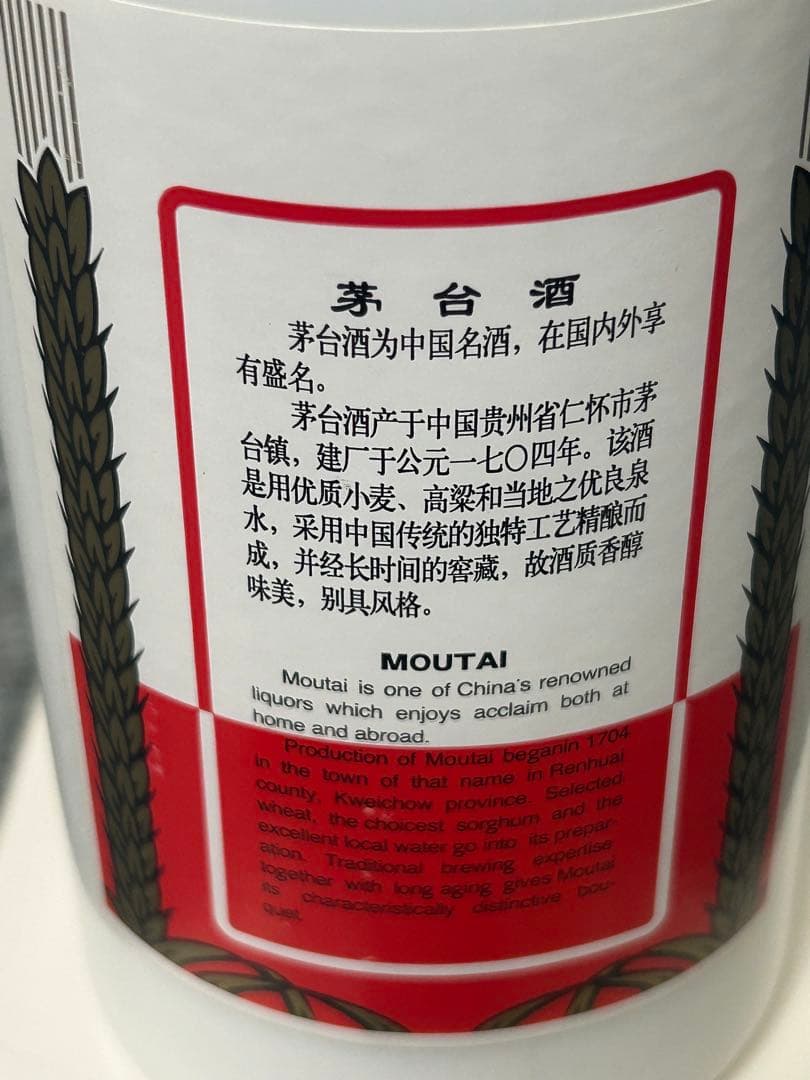 茅台酒
茅台酒为中国名酒，在国内外享
有盛名。
茅台酒产于中国贵州省仁怀市茅
台镇，建厂于公元一七〇四年。该酒
是用优质小麦、高粱和当地之优良泉
水，采用中国传统的独特工艺精酿而
成，并经长时间的窖藏，故酒质香醇
味美，别具风格。
MOUTAI
Moutai is one of China's renowned
liquors which enjoys acclaim both at
home and abroad.
Production of Moutai beganin 1704
in the town of that name in Renhuai
county, Kweichow province. Selected
wheat, the choicest sorghum and the
excellent local water go into its prepar-
ation. Traditional brewing expertise
together with long aging gives Moutai
its characteristically distinctive bou-
quet.